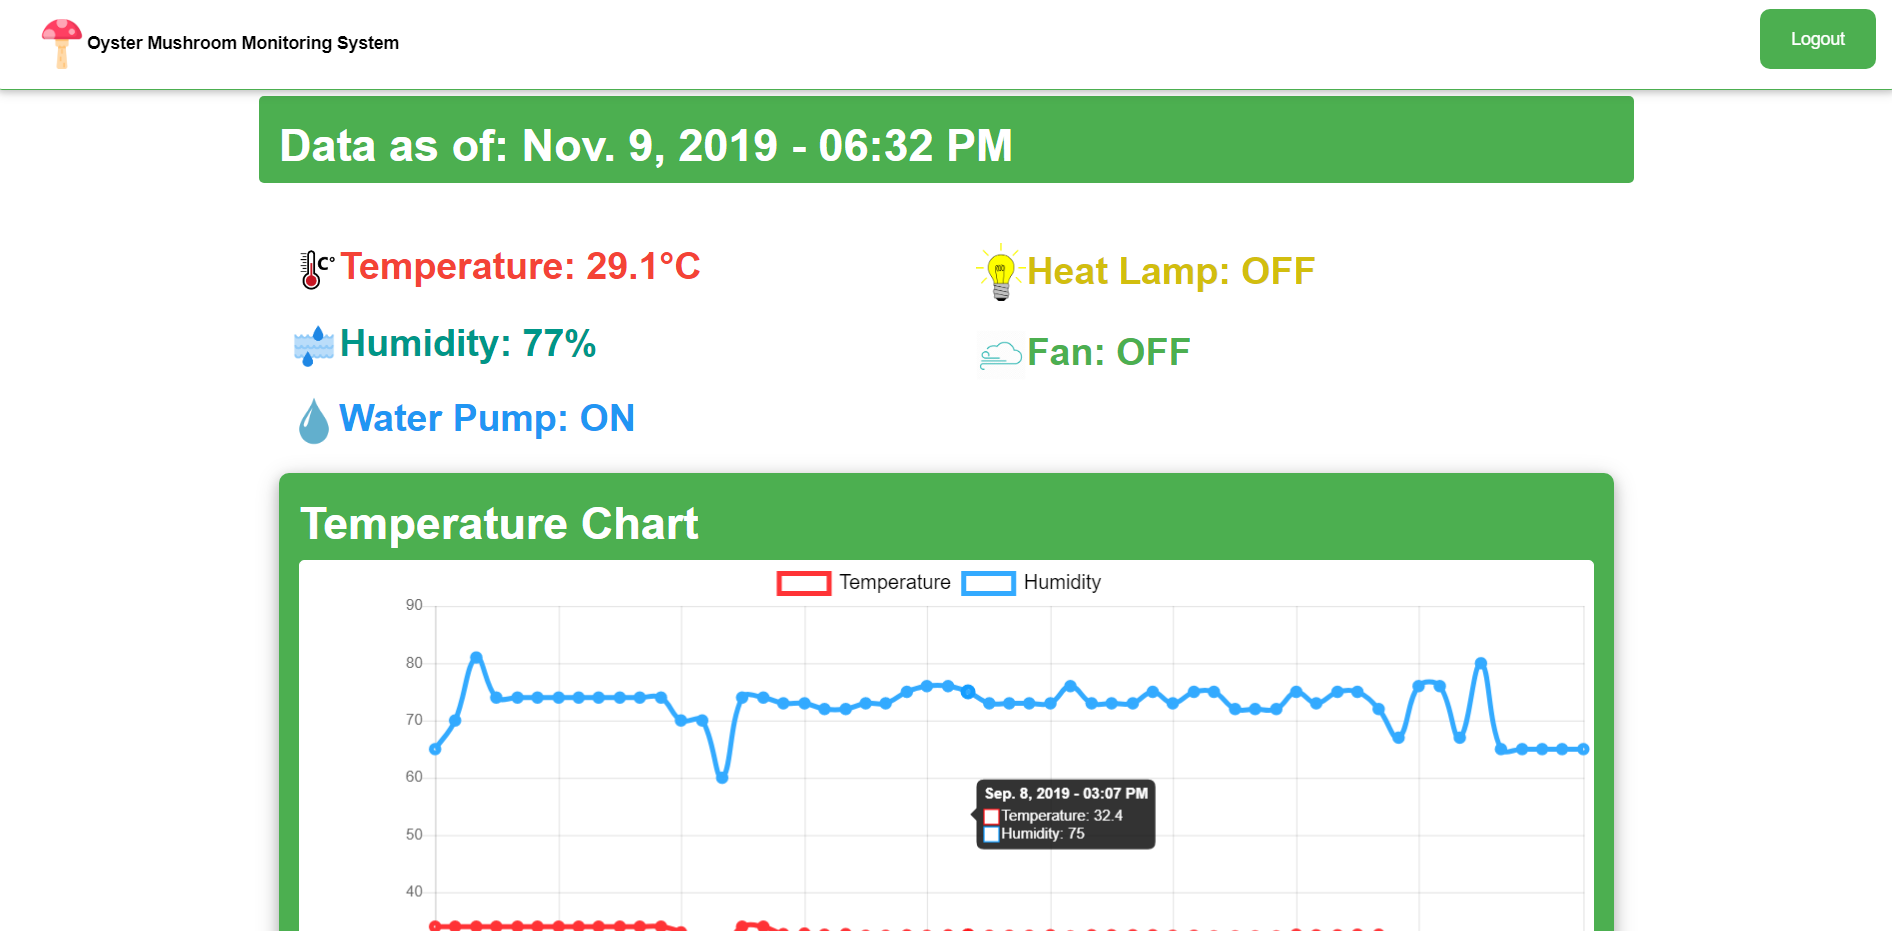 Oyster Mushroom Monitoring System
Logout
Data as of: Nov. 9, 2019 - 06:32 PM
C° Temperature: 29.1°C
Heat Lamp: OFF
Humidity: 77%
Fan: OFF
Water Pump: ON
Temperature Chart
Temperature Humidity
90
80
70
60
Sep. 8, 2019 - 03:07 PM
Temperature: 32.4
Humidity: 75
50
40